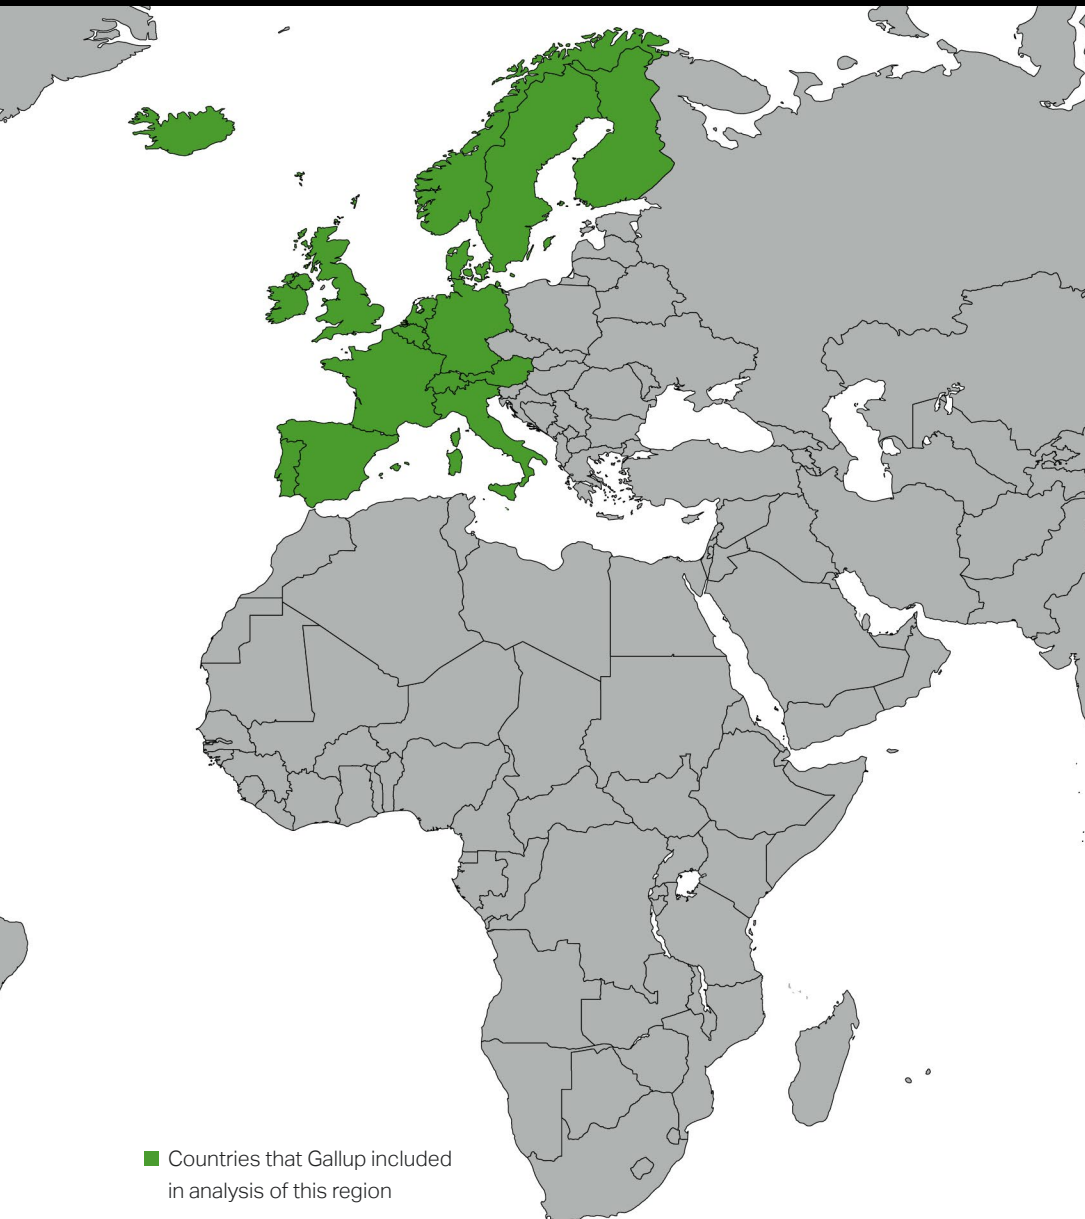 Countries that Gallup included
in analysis of this region